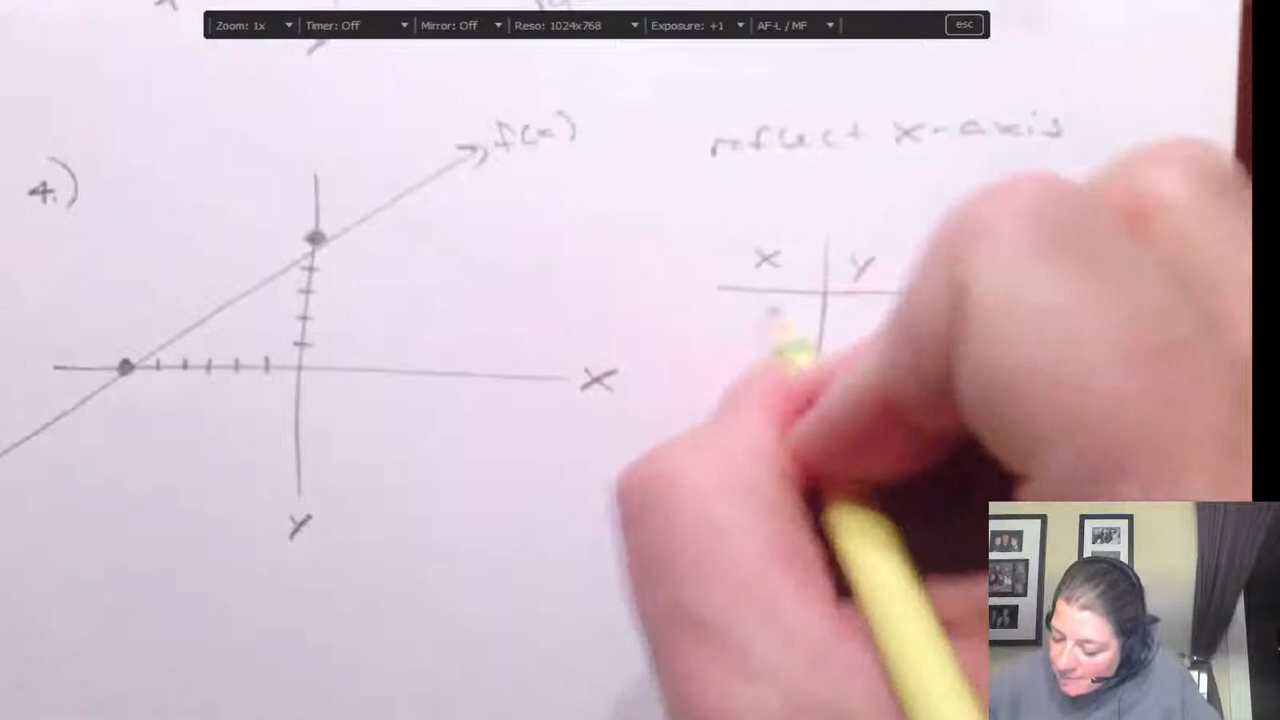 Zoom: 1x Timer: Off Mirror: Off Reso: 1024x768 Exposure: +1 AF-L / MF esc
y
4.)
f(x)
reflect x-axis
x y
x
y